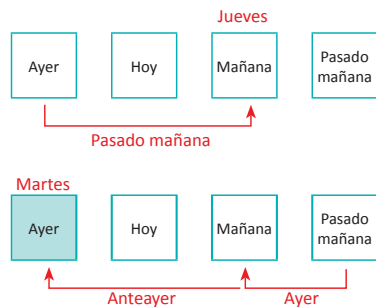 Jueves
Ayer
Hoy
Mañana
Pasado
mañana
Pasado mañana
Martes
Ayer
Hoy
Mañana
Pasado
mañana
Anteayer
Ayer